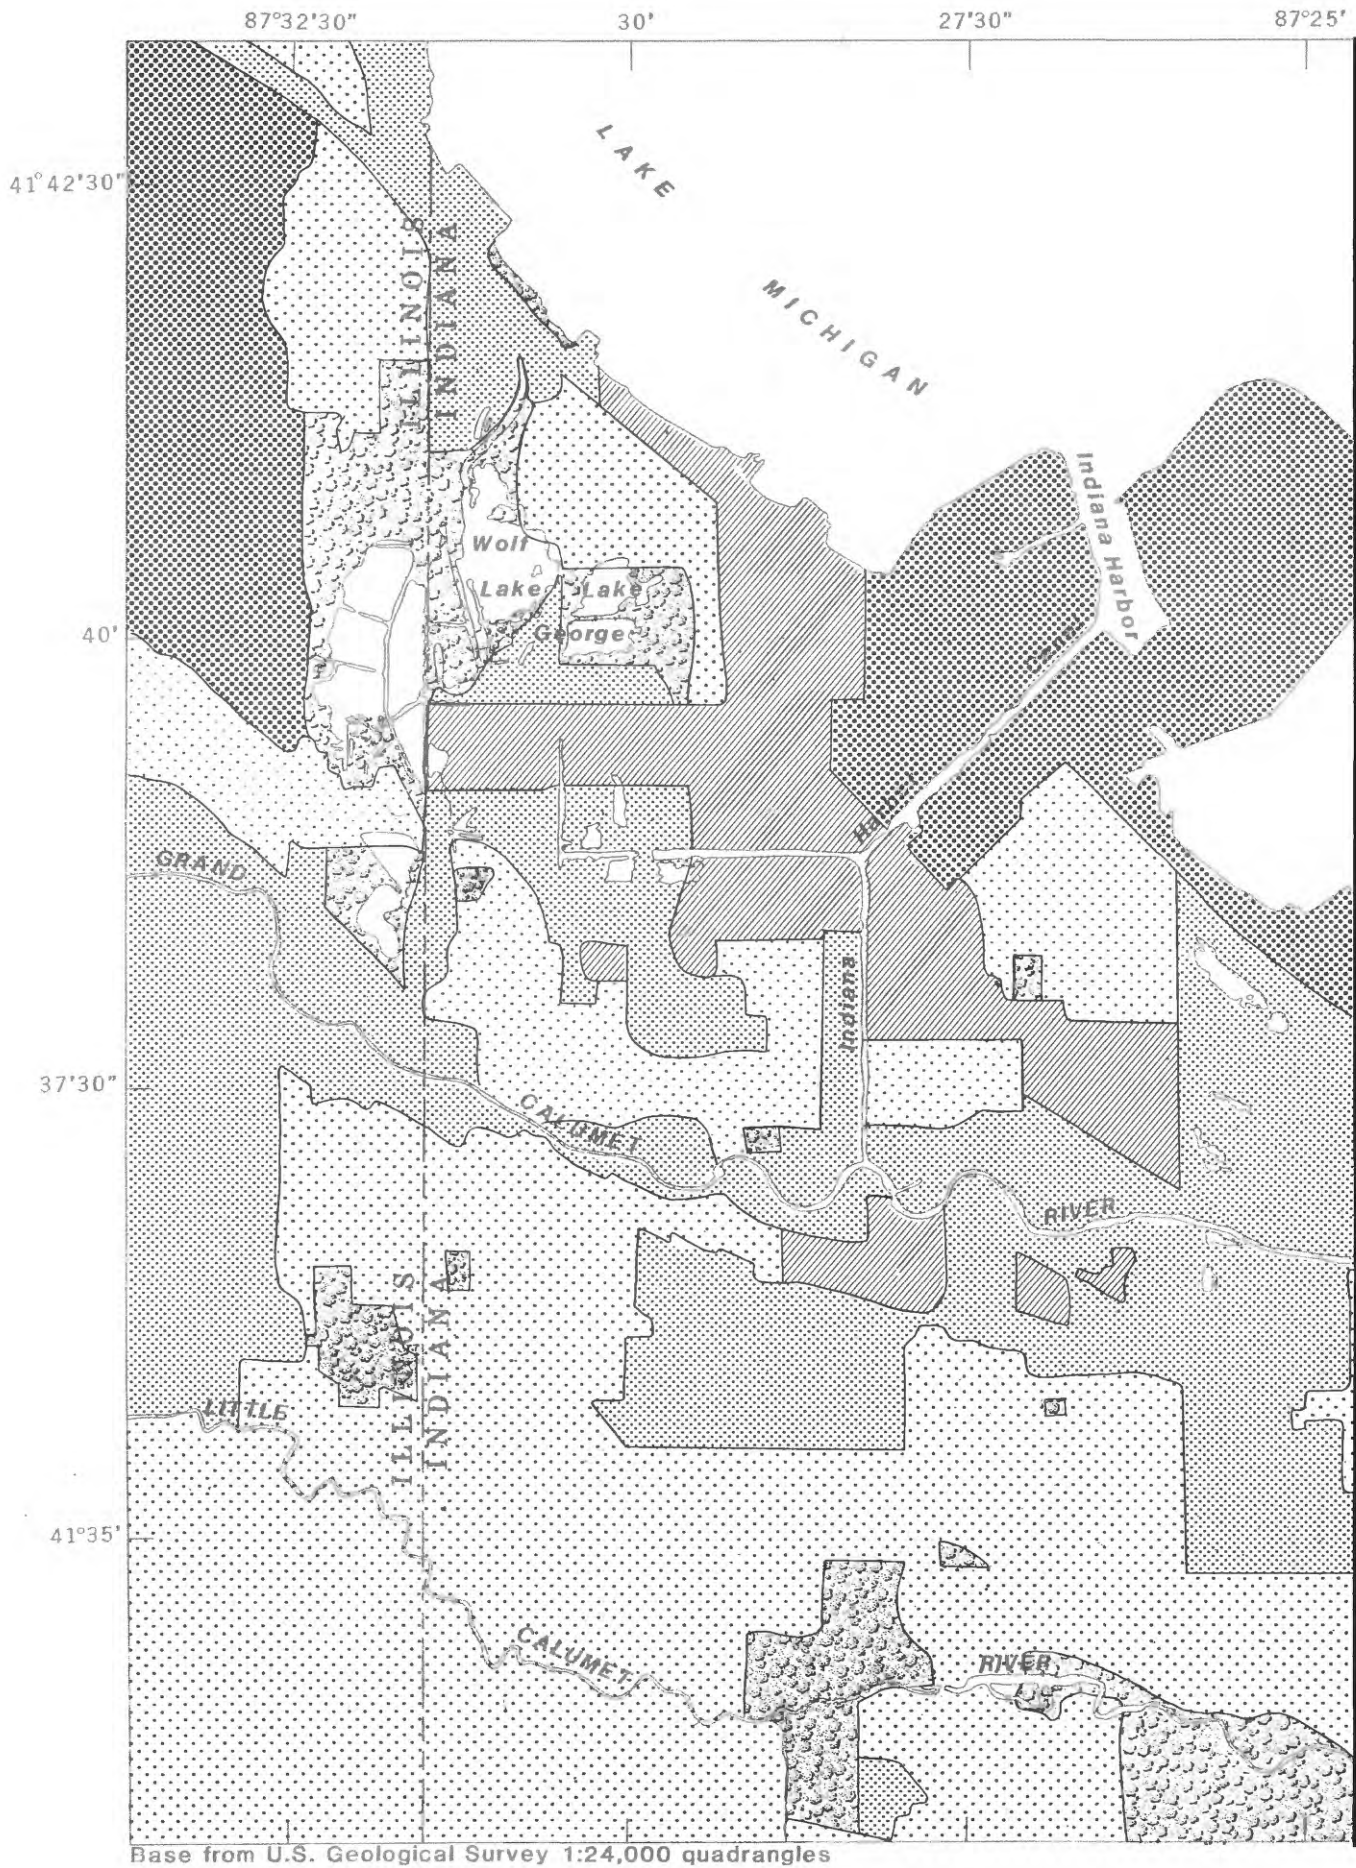 87°32'30" 30' 27'30" 87°25'
LAKE
41°42'30"
MICHIGAN
ILLINOIS
INDIANA
Indiana Harbor
Wolf
Lake
Lake
George
40'
Canal
Harbor
GRAND
Indiana
37'30"
CALUMET
RIVER
ILLINOIS
INDIANA
LITTLE
41°35'
CALUMET
RIVER
Base from U.S. Geological Survey 1:24,000 quadrangles